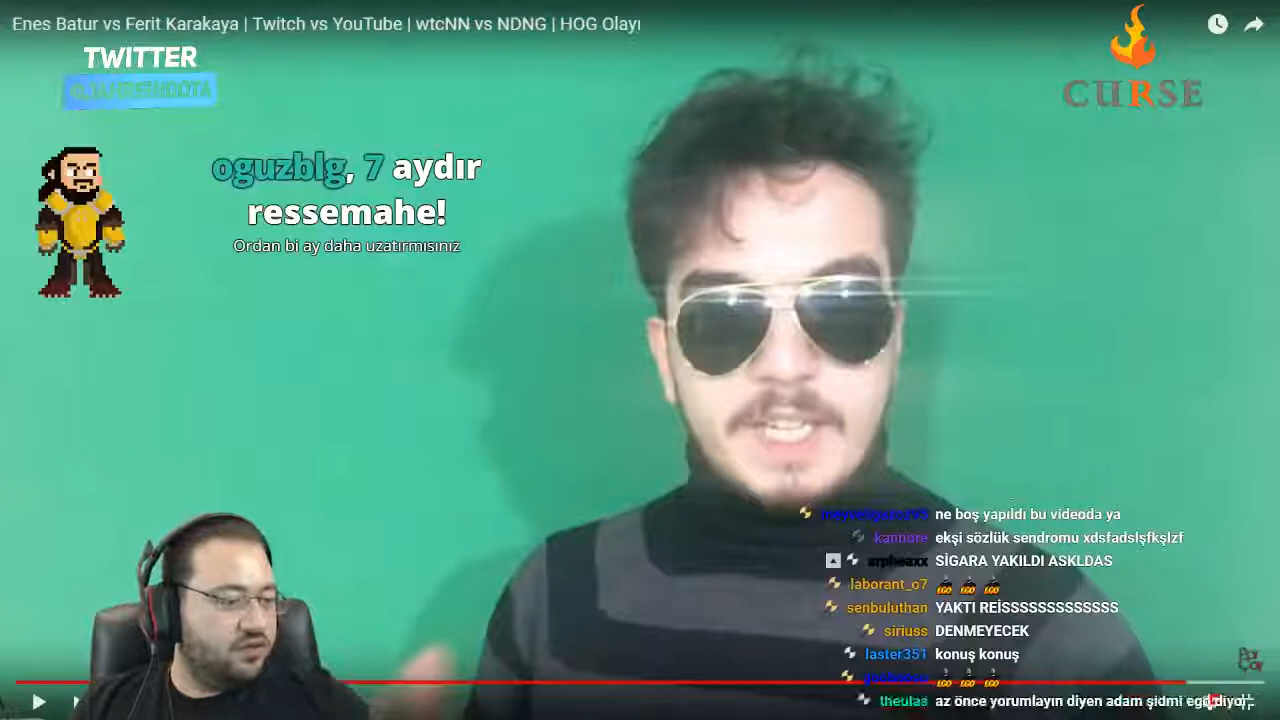 Enes Batur vs Ferit Karakaya | Twitch vs YouTube | wtcNN vs NDNG | HOG Olayı
TWITTER
CURSE
oguzblg, 7 aydır
ressemahe!
Ordan bi ay daha uzatırmısınız
ne boş yapıldı bu videoda ya
kannore ekşi sözlük sendromu xdsfadslşfkşlzf
arpheaxx SİGARA YAKILDI ASKLDAS
laborant_o7
senbuluthan YAKTI REİSSSSSSSSSSSSS
siriuss DENMEYECEK
laster351 konuş konuş
theulas az önce yorumlayın diyen adam şidmi